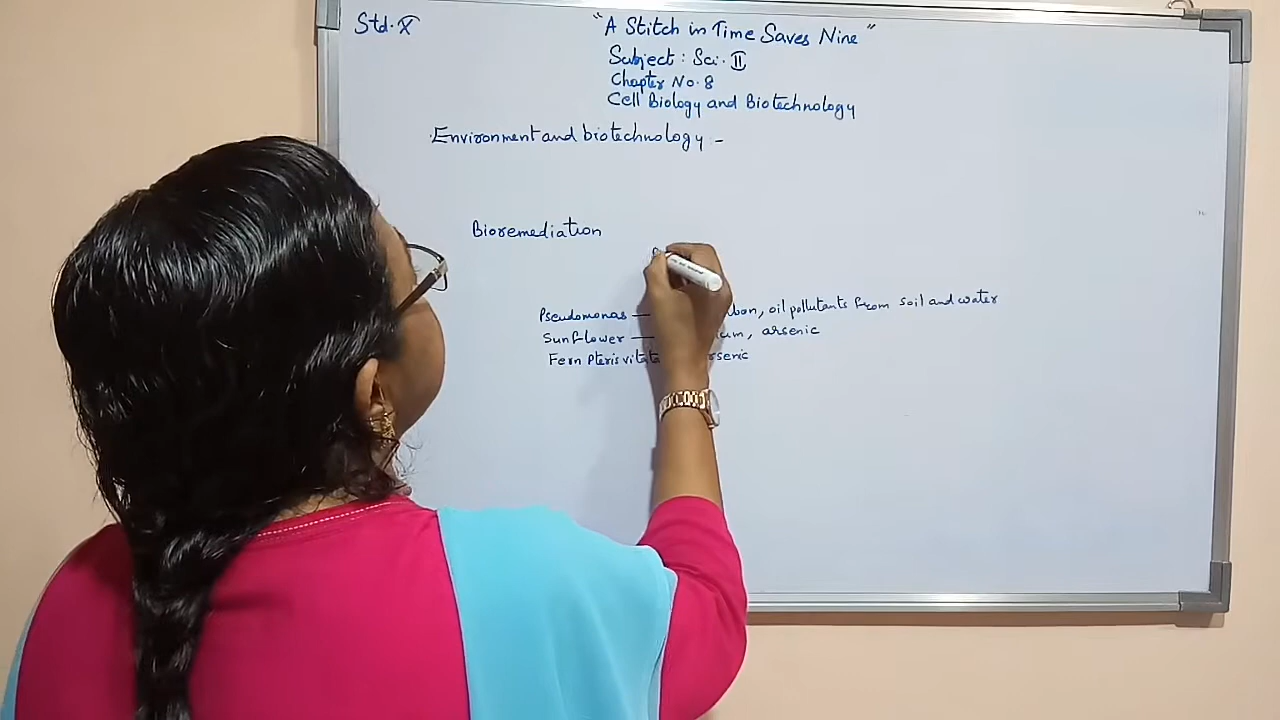 Std. X
"A Stitch in Time Saves Nine"
Subject : Sci. II
Chapter No. 8
Cell Biology and Biotechnology
Environment and biotechnology :-
Bioremediation
Pseudomonas — oil pollutants from soil and water
Sunflower — arsenic
Fern Pteris